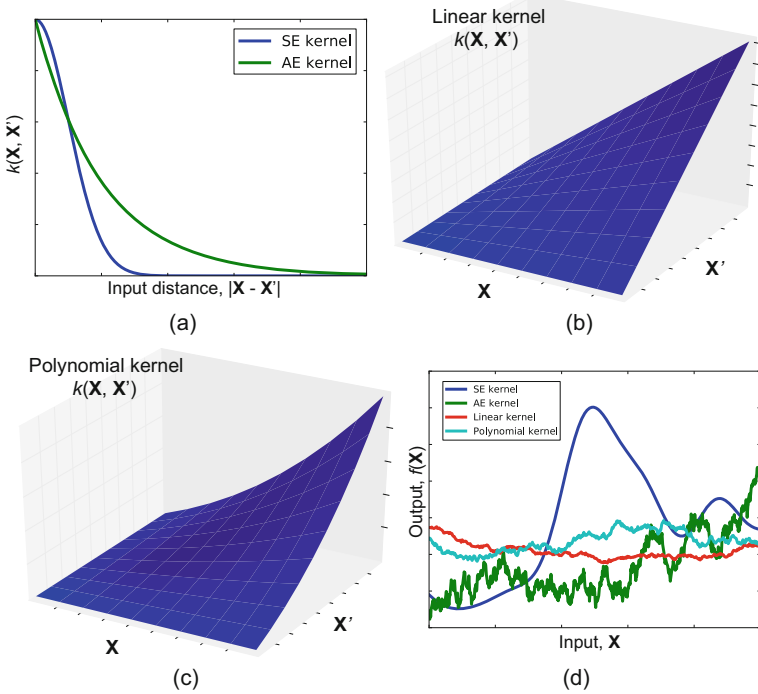 SE kernel
AE kernel
k(X, X')
Input distance, |X - X'|
(a)
Linear kernel
k(X, X')
X
X'
(b)
Polynomial kernel
k(X, X')
X
X'
(c)
SE kernel
AE kernel
Linear kernel
Polynomial kernel
Output, f(X)
Input, X
(d)